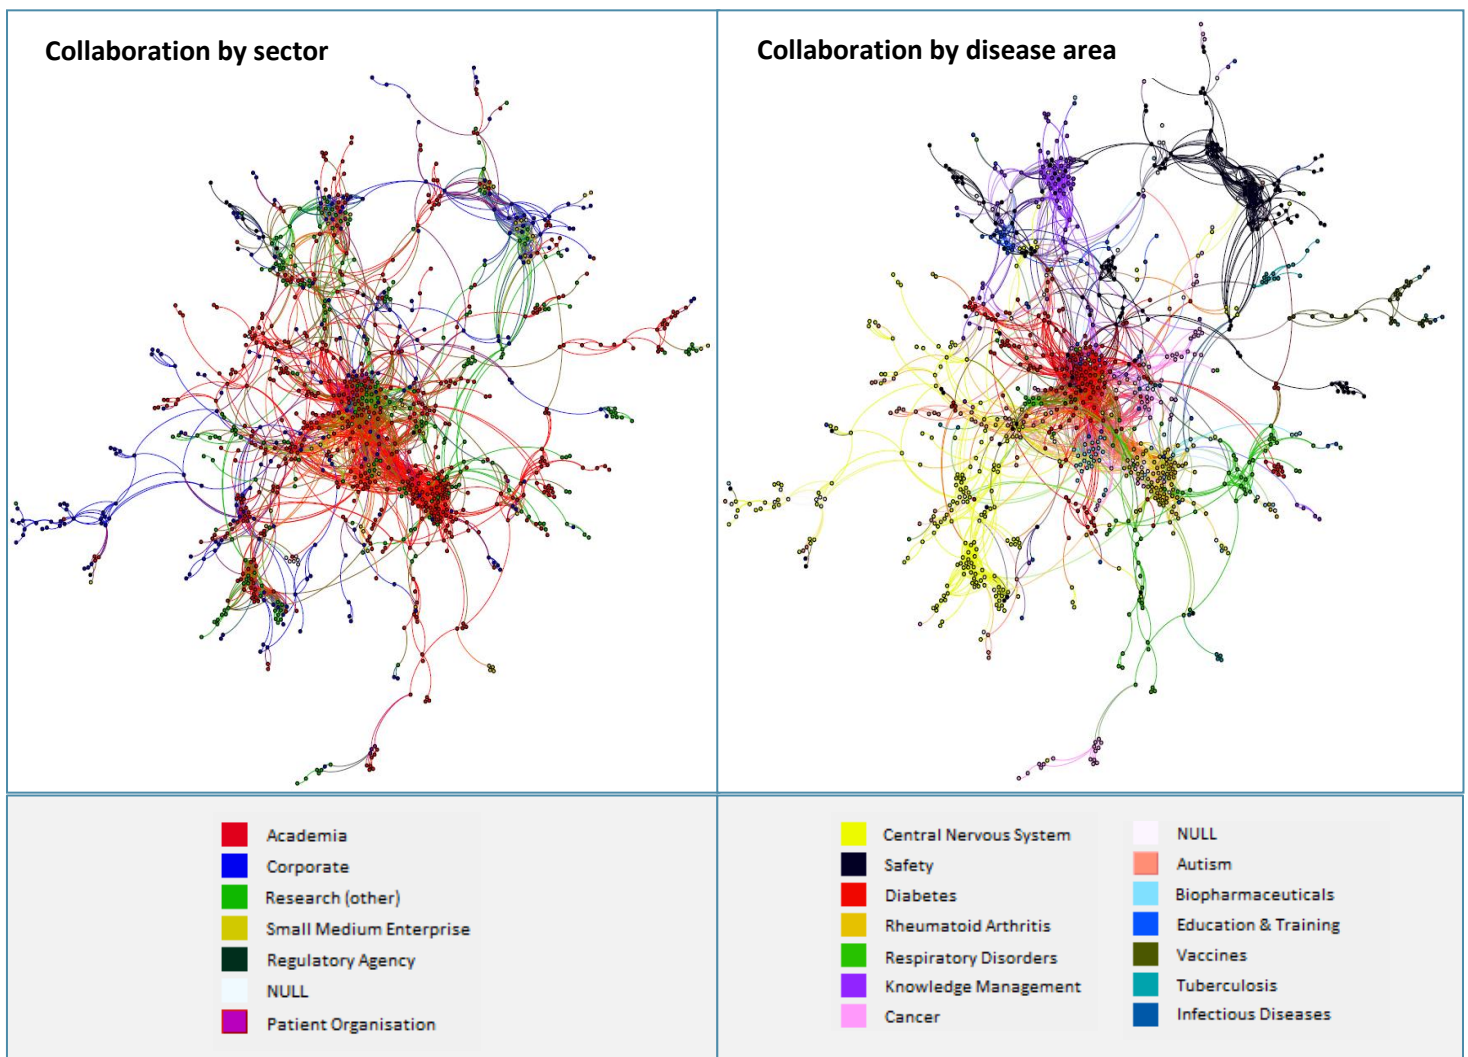 Collaboration by sector
Collaboration by disease area
Academia
Corporate
Research (other)
Small Medium Enterprise
Regulatory Agency
NULL
Patient Organisation
Central Nervous System
Safety
Diabetes
Rheumatoid Arthritis
Respiratory Disorders
Knowledge Management
Cancer
NULL
Autism
Biopharmaceuticals
Education & Training
Vaccines
Tuberculosis
Infectious Diseases